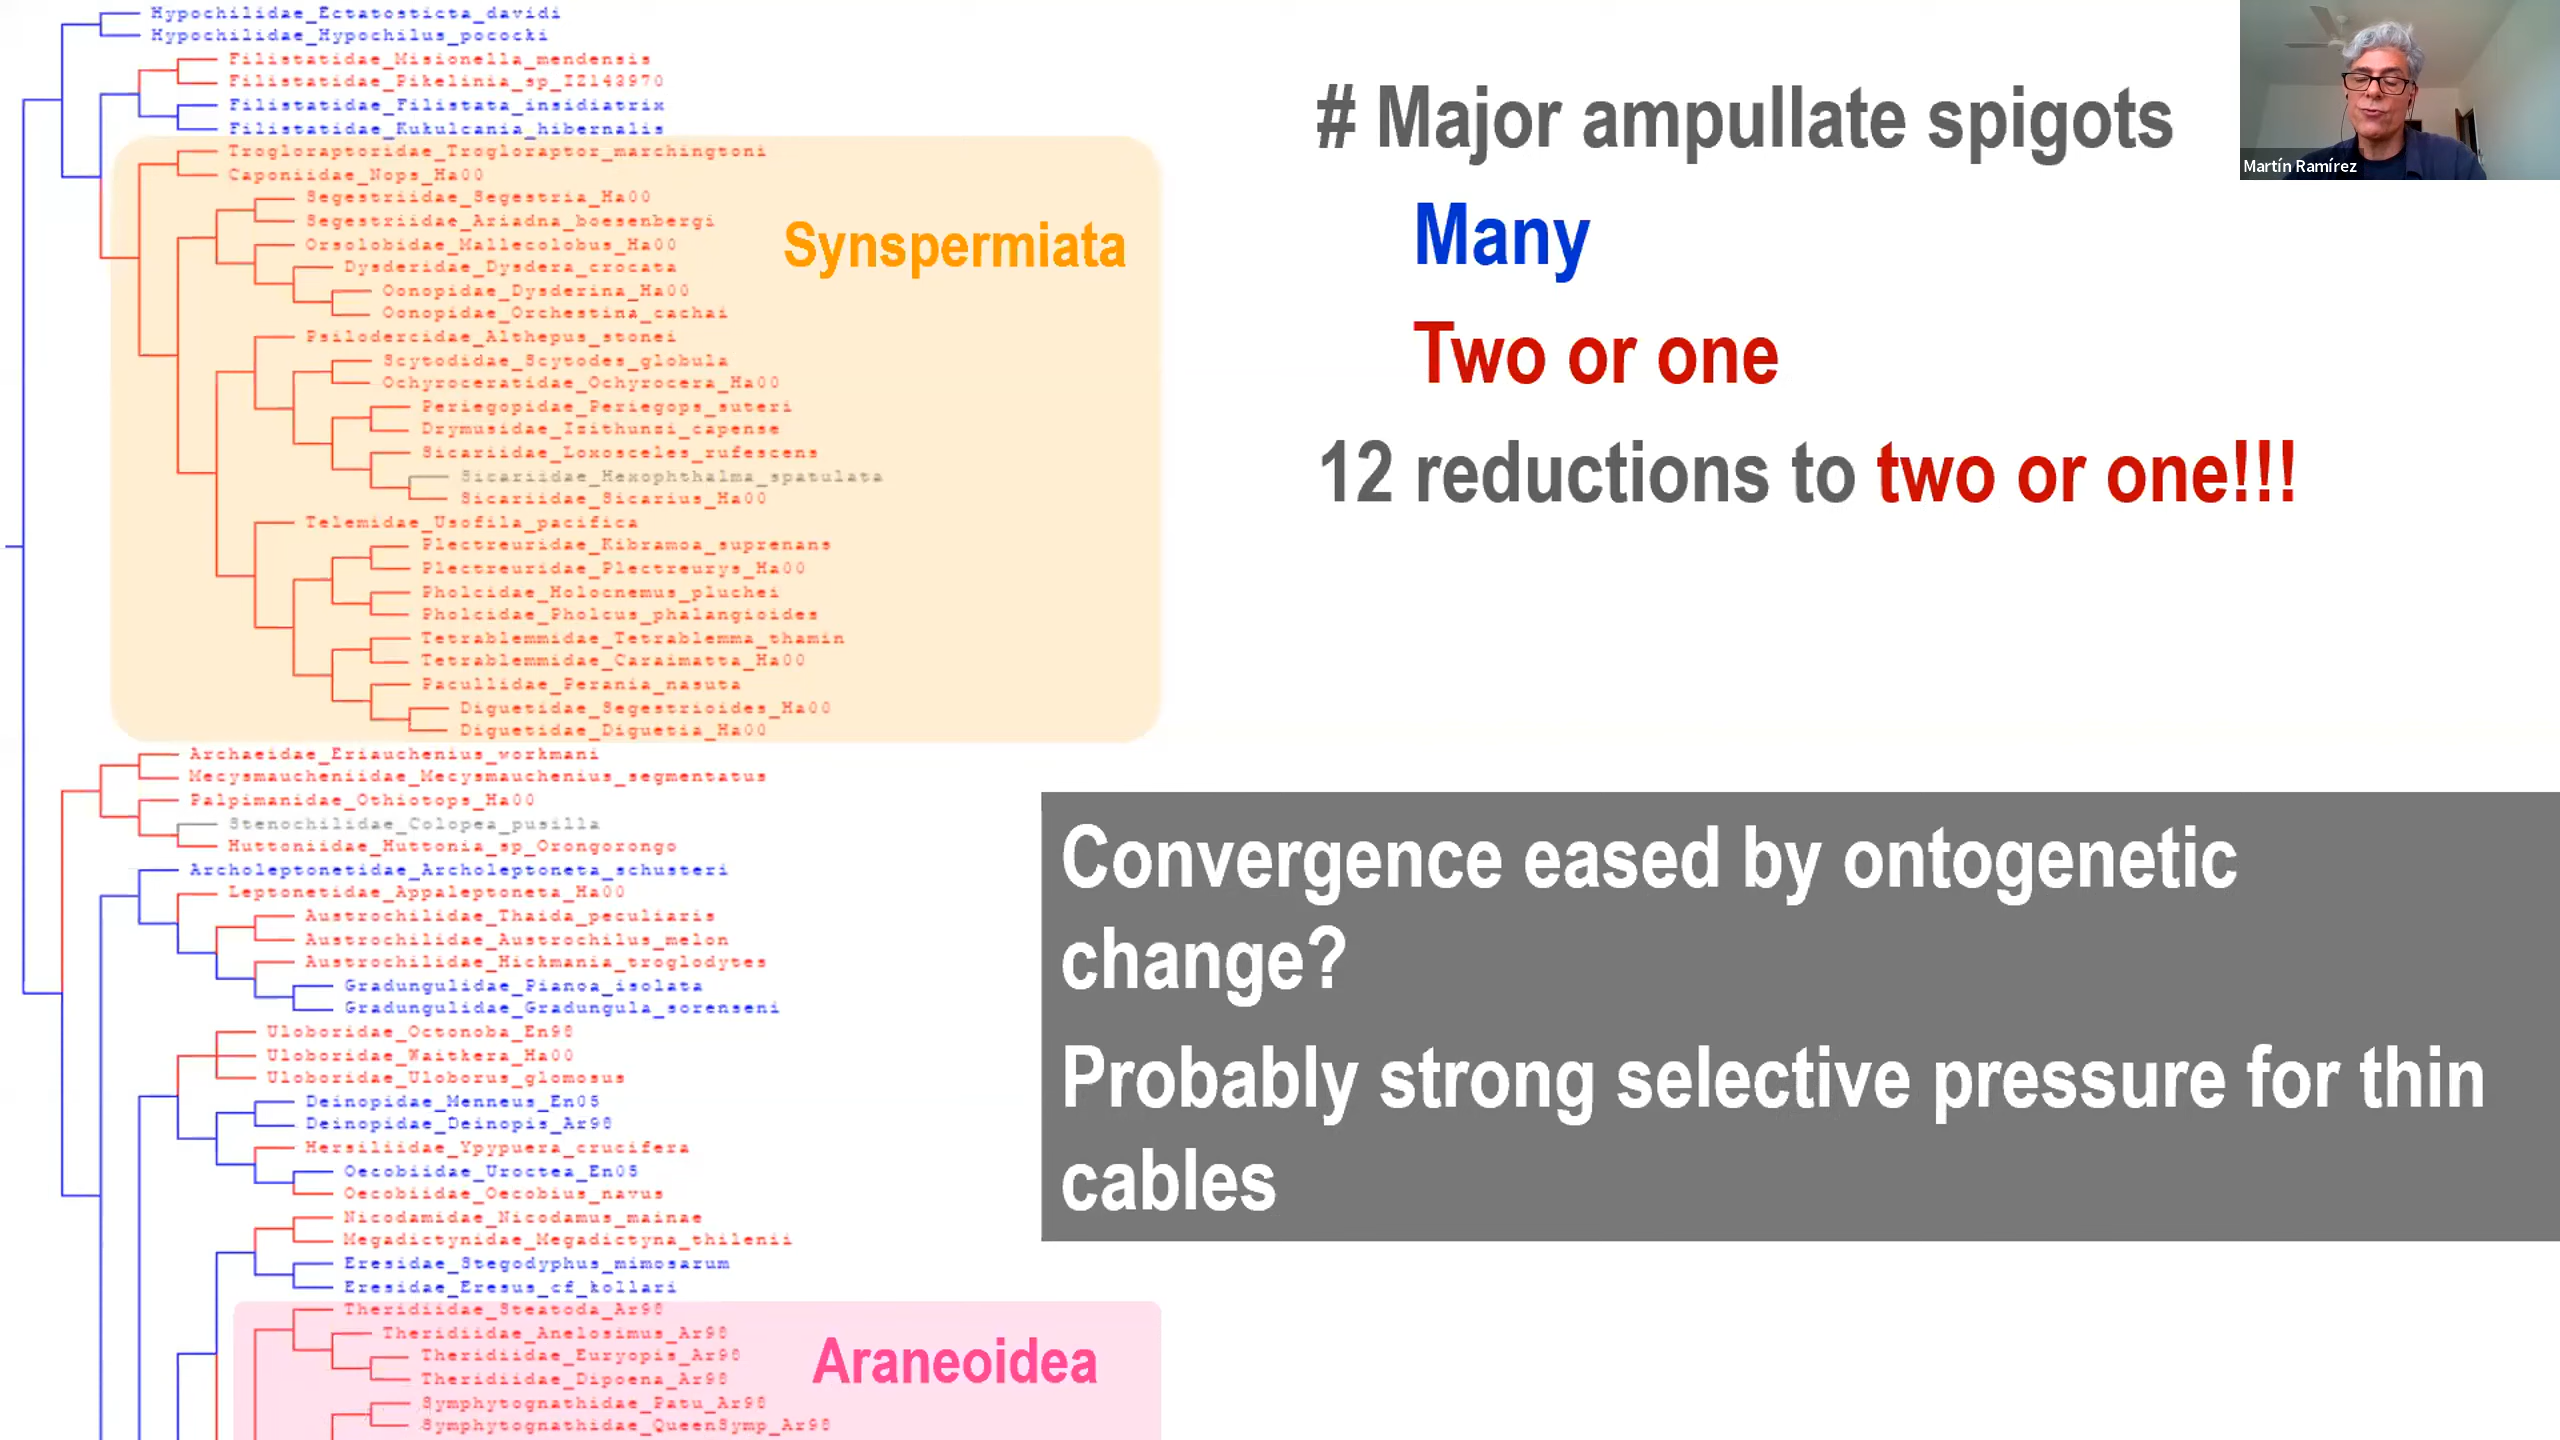 Hypochilidae_Ectatosticta_davidi
Hypochilidae_Hypochilus_pococki
Filistatidae_Misionella_mendensis
Filistatidae_Pikelinia_sp_IZ148970
Filistatidae_Filistata_insidiatrix
Filistatidae_Kukulcania_hibernalis
Trogloraptoridae_Trogloraptor_marchingtoni
Caponiidae_Nops_Ha00
Segestriidae_Segestria_Ha00
Segestriidae_Ariadna_boesenbergi
Orsolobidae_Mallecolobus_Ha00
Dysderidae_Dysdera_crocata
Oonopidae_Dysderina_Ha00
Oonopidae_Orchestina_cachai
Psilodercidae_Althepus_stonei
Scytodidae_Scytodes_globula
Ochyroceratidae_Ochyrocera_Ha00
Periegopidae_Periegops_suteri
Drymusidae_Izithunzi_capense
Sicariidae_Loxosceles_rufescens
Sicariidae_Hexophthalma_spatulata
Sicariidae_Sicarius_Ha00
Telemidae_Usofila_pacifica
Plectreuridae_Kibramoa_suprenans
Plectreuridae_Plectreurys_Ha00
Pholcidae_Holocnemus_pluchei
Pholcidae_Pholcus_phalangioides
Tetrablemmidae_Tetrablemma_thamin
Tetrablemmidae_Caraimatta_Ha00
Pacullidae_Perania_nasuta
Diguetidae_Segestrioides_Ha00
Diguetidae_Diguetia_Ha00
Synspermiata
Archaeidae_Eriauchenius_workmani
Mecysmaucheniidae_Mecysmauchenius_segmentatus
Palpimanidae_Othiotops_Ha00
Stenochilidae_Colopea_pusilla
Huttoniidae_Huttonia_sp_Orongorongo
Archoleptonetidae_Archoleptoneta_schusteri
Leptonetidae_Appaleptoneta_Ha00
Austrochilidae_Thaida_peculiaris
Austrochilidae_Austrochilus_melon
Austrochilidae_Hickmania_troglodytes
Gradungulidae_Pianoa_isolata
Gradungulidae_Gradungula_sorenseni
Uloboridae_Octonoba_En98
Uloboridae_Waitkera_Ha00
Uloboridae_Uloborus_glomosus
Deinopidae_Menneus_En05
Deinopidae_Deinopis_Ar98
Hersiliidae_Ypypuera_crucifera
Oecobiidae_Uroctea_En05
Oecobiidae_Oecobius_navus
Nicodamidae_Nicodamus_mainae
Megadictynidae_Megadictyna_thilenii
Eresidae_Stegodyphus_mimosarum
Eresidae_Eresus_cf_kollari
Theridiidae_Steatoda_Ar98
Theridiidae_Anelosimus_Ar98
Theridiidae_Euryopis_Ar98
Theridiidae_Dipoena_Ar98
Symphytognathidae_Patu_Ar98
Symphytognathidae_QueenSymp_Ar98
Araneoidea
# Major ampullate spigots
Many
Two or one
12 reductions to two or one!!!
Convergence eased by ontogenetic
change?
Probably strong selective pressure for thin
cables
Martín Ramírez